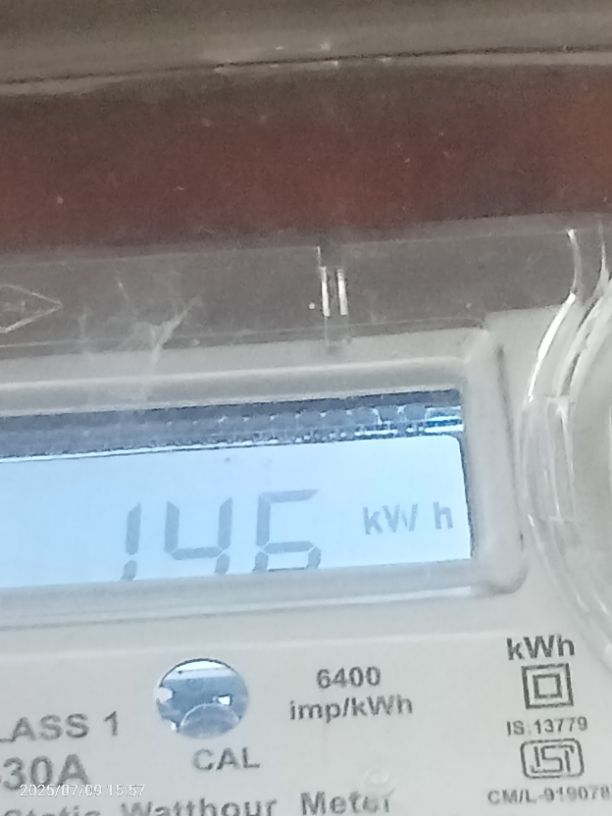 146 kWh
kWh
6400
imp/kWh
LASS 1
CAL
IS:13779
30A
ISI
2025/07/09 15:57
Static Watthour Meter
CM/L-919078